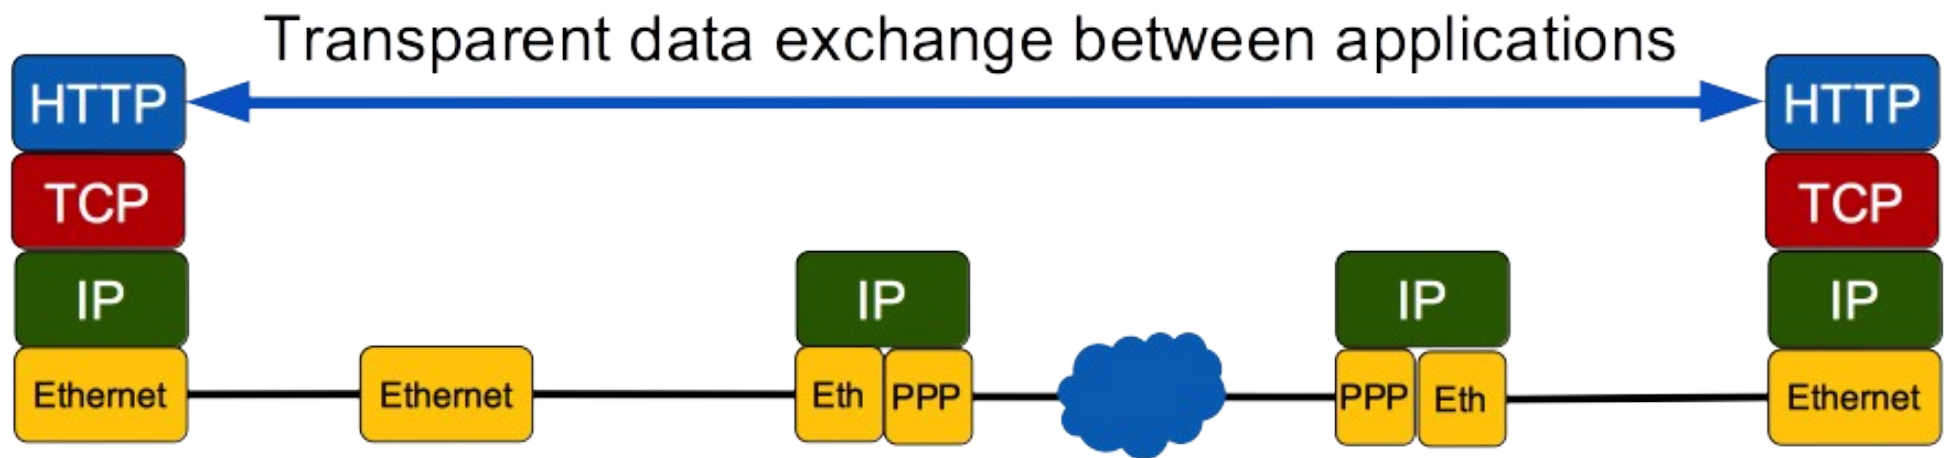 Transparent data exchange between applications
HTTP
HTTP
TCP
TCP
IP
IP
IP
IP
Ethernet
Ethernet
Eth
PPP
PPP
Eth
Ethernet